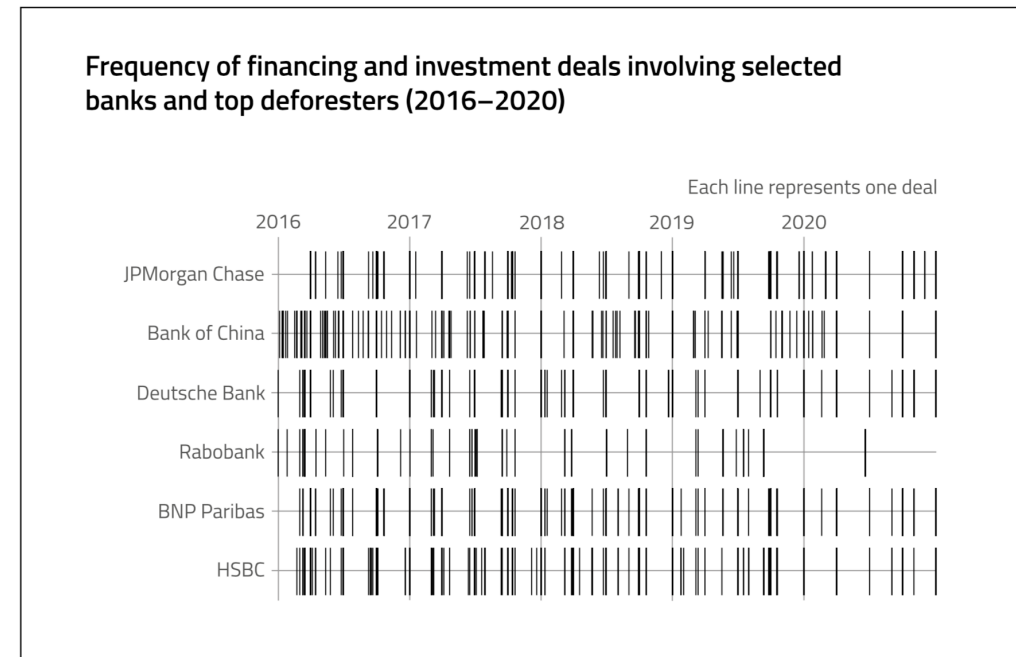 Frequency of financing and investment deals involving selected
banks and top deforesters (2016–2020)
Each line represents one deal
2016 2017 2018 2019 2020
JPMorgan Chase
Bank of China
Deutsche Bank
Rabobank
BNP Paribas
HSBC